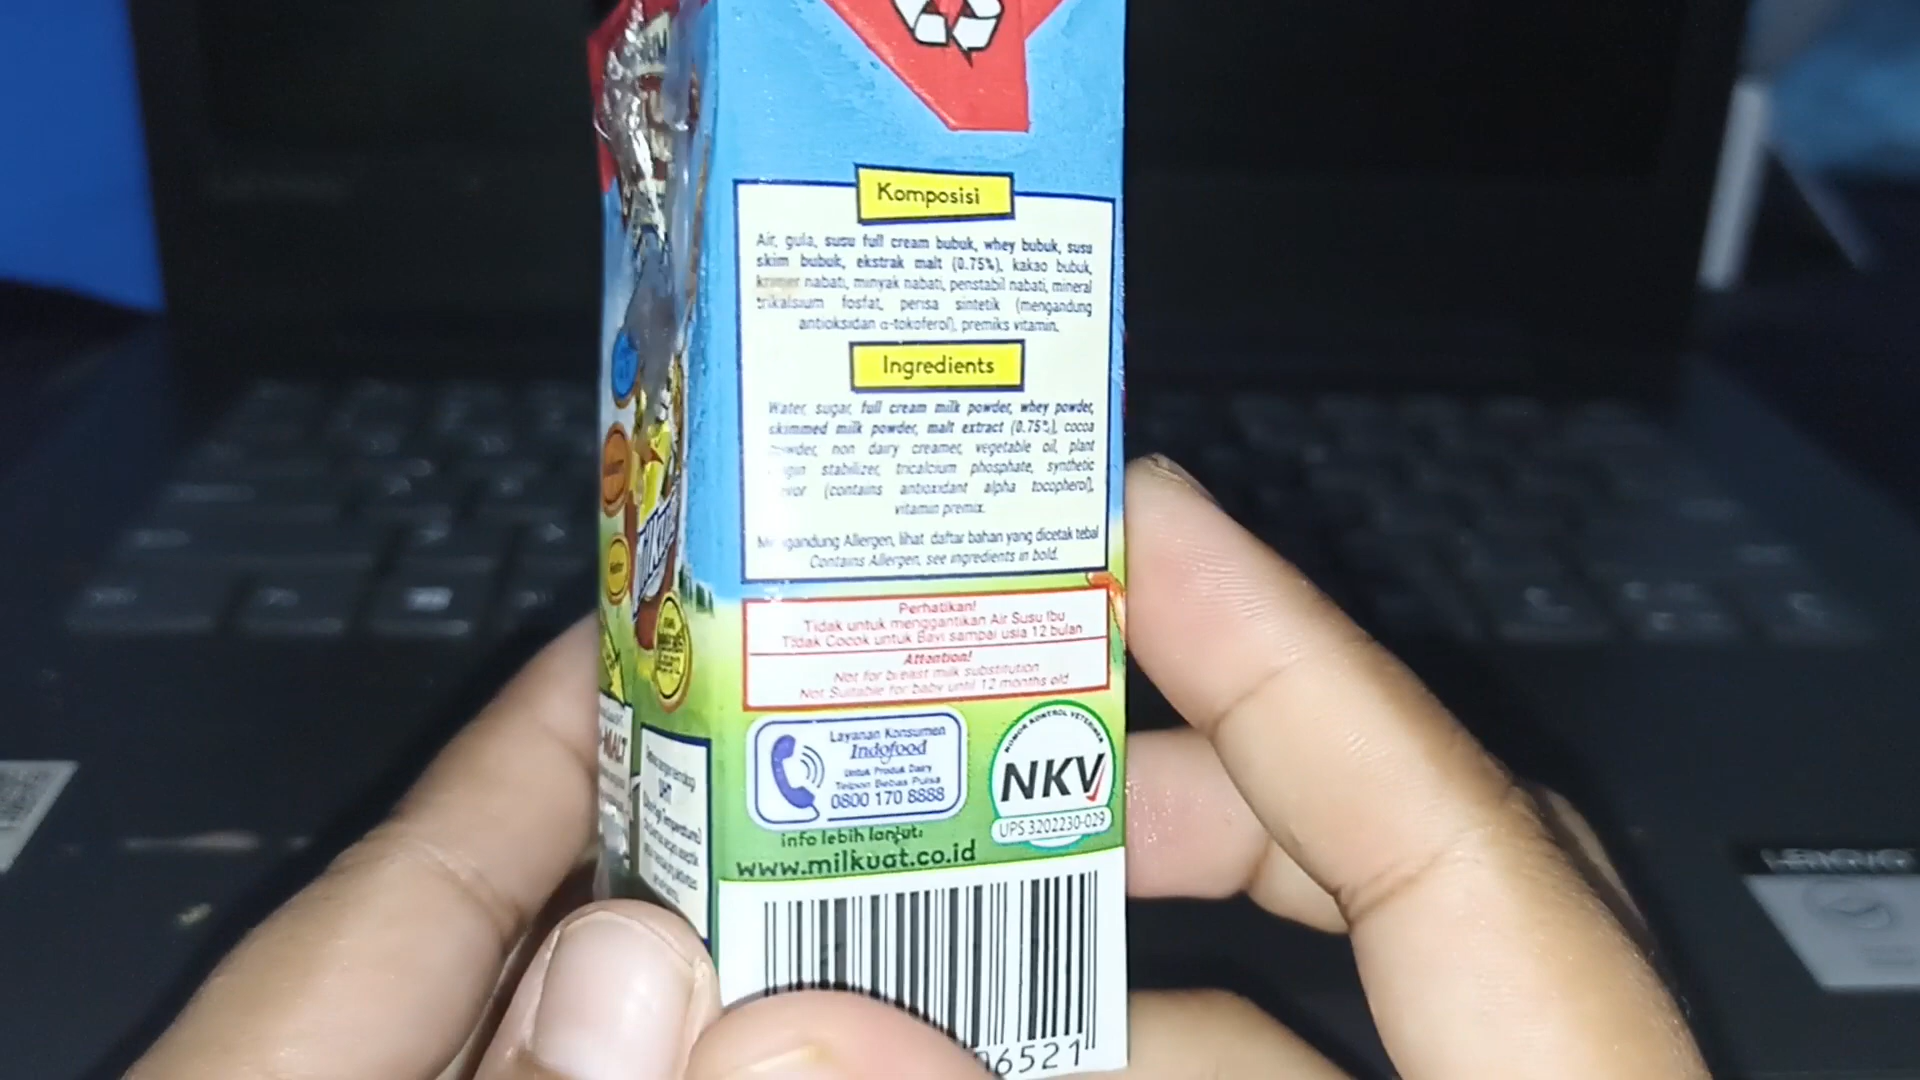 Komposisi
Air, gula, susu full cream bubuk, whey bubuk, susu
skim bubuk, ekstrak malt (0.75%), kakao bubuk,
krimer nabati, minyak nabati, penstabil nabati, mineral
trikalsium fosfat, perisa sintetik (mengandung
antioksidan α-tokoferol), premiks vitamin.
Ingredients
Water, sugar, full cream milk powder, whey powder,
skimmed milk powder, malt extract (0.75%), cocoa
powder, non dairy creamer, vegetable oil, plant
stabilizer, tricalcium phosphate, synthetic
(contains antioxidant alpha tocopherol),
vitamin premix.
Mengandung Allergen, lihat daftar bahan yang dicetak tebal
Contains Allergen, see ingredients in bold.
Perhatikan!
Tidak untuk menggantikan Air Susu Ibu
Tidak Cocok untuk Bayi sampai usia 12 bulan
Attention!
Not for breast milk substitution
Not Suitable for baby until 12 months old
Layanan Konsumen
Indofood
Untuk Produk Dairy
Telpon Bebas Pulsa
0800 170 8888
NOMOR KONTROL VETERINER
NKV
UPS 3202230-029
info lebih lanjut:
www.milkuat.co.id
6521
MALT
UHT